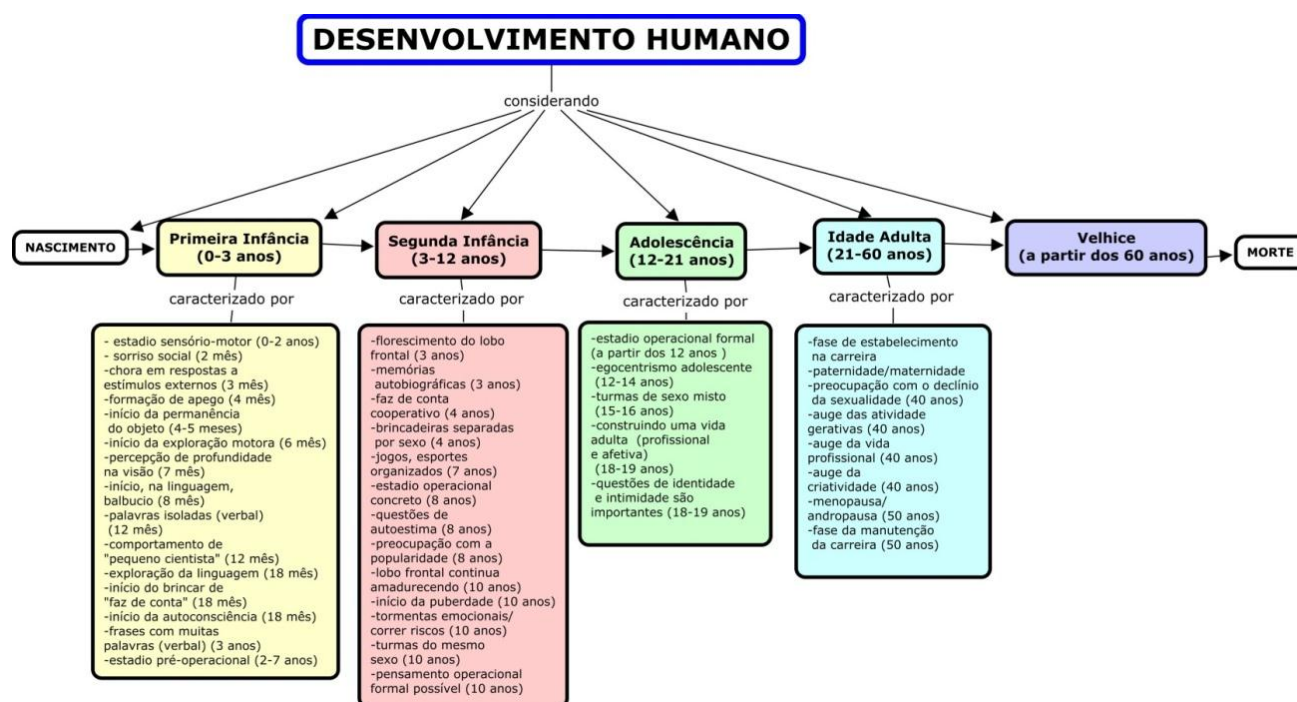 DESENVOLVIMENTO HUMANO
considerando
NASCIMENTO
Primeira Infância
(0-3 anos)
Segunda Infância
(3-12 anos)
Adolescência
(12-21 anos)
Idade Adulta
(21-60 anos)
Velhice
(a partir dos 60 anos)
MORTE
caracterizado por
caracterizado por
caracterizado por
caracterizado por
- estadio sensório-motor (0-2 anos)
- sorriso social (2 mês)
-chora em respostas a
estímulos externos (3 mês)
-formação de apego (4 mês)
-início da permanência
do objeto (4-5 meses)
-início da exploração motora (6 mês)
-percepção de profundidade
na visão (7 mês)
-início, na linguagem,
balbucio (8 mês)
-palavras isoladas (verbal)
(12 mês)
-comportamento de
"pequeno cientista" (12 mês)
-exploração da linguagem (18 mês)
-início do brincar de
"faz de conta" (18 mês)
-início da autoconsciência (18 mês)
-frases com muitas
palavras (verbal) (3 anos)
-estadio pré-operacional (2-7 anos)
-florescimento do lobo
frontal (3 anos)
-memórias
autobiográficas (3 anos)
-faz de conta
cooperativo (4 anos)
-brincadeiras separadas
por sexo (4 anos)
-jogos, esportes
organizados (7 anos)
-estadio operacional
concreto (8 anos)
-questões de
autoestima (8 anos)
-preocupação com a
popularidade (8 anos)
-lobo frontal continua
amadurecendo (10 anos)
-início da puberdade (10 anos)
-tormentas emocionais/
correr riscos (10 anos)
-turmas do mesmo
sexo (10 anos)
-pensamento operacional
formal possível (10 anos)
-estadio operacional formal
(a partir dos 12 anos )
-egocentrismo adolescente
(12-14 anos)
-turmas de sexo misto
(15-16 anos)
-construindo uma vida
adulta (profissional
e afetiva)
(18-19 anos)
-questões de identidade
e intimidade são
importantes (18-19 anos)
-fase de estabelecimento
na carreira
-paternidade/maternidade
-preocupação com o declínio
da sexualidade (40 anos)
-auge das atividade
gerativas (40 anos)
-auge da vida
profissional (40 anos)
-auge da
criatividade (40 anos)
-menopausa/
andropausa (50 anos)
-fase da manutenção
da carreira (50 anos)